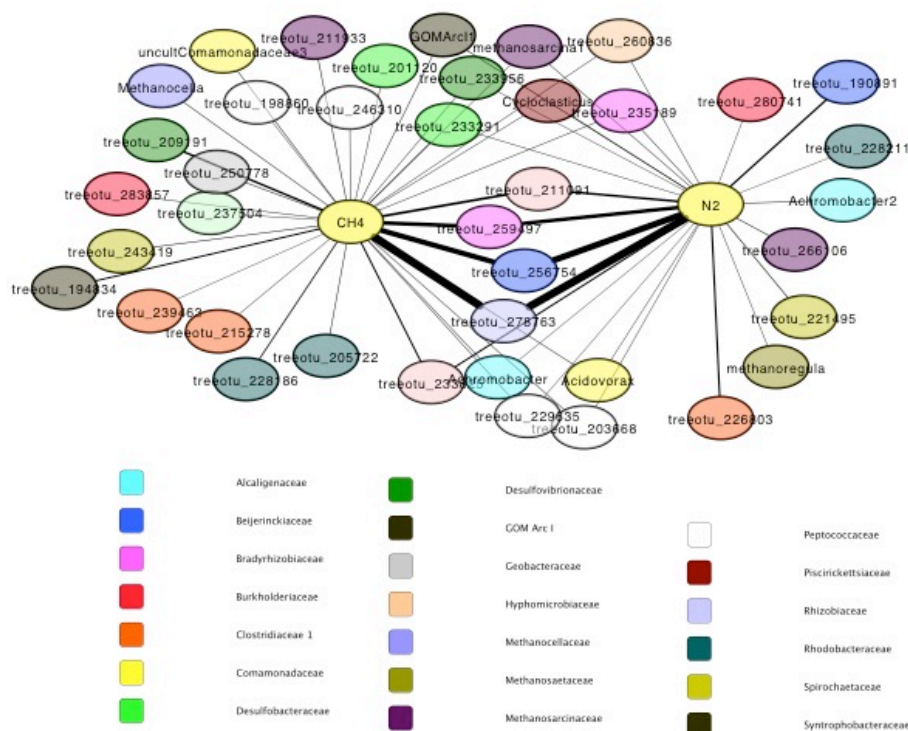 treeotu_211933
GOMArcI1
methanosarcina1
treeotu_260836
uncultComamonadaceae3
treeotu_201120
treeotu_233956
Methanocella
treeotu_198860
treeotu_246310
Cycloclasticus
treeotu_235189
treeotu_280741
treeotu_190891
treeotu_233291
treeotu_209191
treeotu_250778
treeotu_228211
treeotu_283857
treeotu_237504
treeotu_211091
Achromobacter2
CH4
N2
treeotu_259497
treeotu_243419
treeotu_266106
treeotu_256754
treeotu_194834
treeotu_239463
treeotu_278763
treeotu_221495
treeotu_215278
treeotu_205722
methanoregula
treeotu_228186
Achromobacter
Acidovorax
treeotu_229635
treeotu_203668
treeotu_226803
Alcaligenaceae
Beijerinckiaceae
Bradyrhizobiaceae
Burkholderiaceae
Clostridiaceae 1
Comamonadaceae
Desulfobacteraceae
Desulfovibrionaceae
GOM Arc I
Geobacteraceae
Hyphomicrobiaceae
Methanocellaceae
Methanosaetaceae
Methanosarcinaceae
Peptococcaceae
Piscirickettsiaceae
Rhizobiaceae
Rhodobacteraceae
Spirochaetaceae
Syntrophobacteraceae